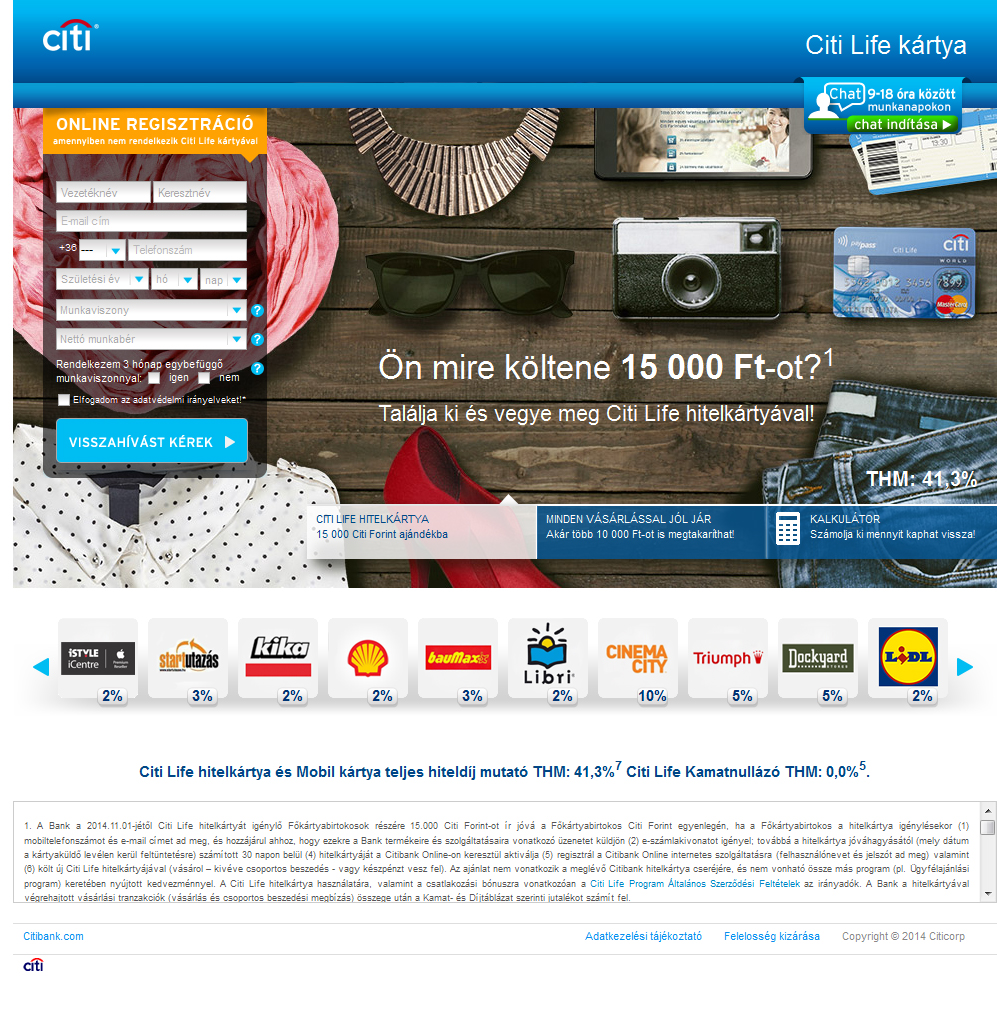 citi
Citi Life kártya
Chat 9-18 óra között
munkanapokon
chat indítása
ONLINE REGISZTRÁCIÓ
amennyiben nem rendelkezik Citi Life kártyával
Vezetéknév Keresztnév
E-mail cím
+36 --- Telefonszám
Születési év hó nap
Munkaviszony ?
Nettó munkabér ?
Rendelkezem 3 hónap egybefüggő ?
munkaviszonnyal: igen nem
Elfogadom az adatvédelmi irányelveket!*
VISSZAHÍVÁST KÉREK
paypass Citi Life citi
WORLD
MasterCard
Ön mire költene 15 000 Ft-ot?1
Találja ki és vegye meg Citi Life hitelkártyával!
THM: 41,3%
CITI LIFE HITELKÁRTYA
15 000 Citi Forint ajándékba
MINDEN VÁSÁRLÁSSAL JÓL JÁR
Akár több 10 000 Ft-ot is megtakaríthat!
KALKULÁTOR
Számolja ki mennyit kaphat vissza!
iSTYLE
iCentre
Premium Reseller
2%
startutazás
3%
kika
2%
2%
bauMax
3%
Libri
2%
CINEMA
CITY
10%
Triumph
5%
Dockyard
5%
LIDL
2%
Citi Life hitelkártya és Mobil kártya teljes hiteldíj mutató THM: 41,3%7 Citi Life Kamatnullázó THM: 0,0%5.
1. A Bank a 2014.11.01-jétől Citi Life hitelkártyát igénylő Főkártyabirtokosok részére 15.000 Citi Forint-ot ír jóvá a Főkártyabirtokos Citi Forint egyenlegén, ha a Főkártyabirtokos a hitelkártya igénylésekor (1)
mobiltelefonszámot és e-mail címet ad meg, és hozzájárul ahhoz, hogy ezekre a Bank termékeire és szolgáltatásaira vonatkozó üzenetet küldjön (2) e-számlakivonatot igényel; továbbá a hitelkártya jóváhagyásától (mely dátum
a kártyaküldő levélen kerül feltüntetésre) számított 30 napon belül (4) hitelkártyáját a Citibank Online-on keresztül aktiválja (5) regisztrál a Citibank Online internetes szolgáltatásra (felhasználónevet és jelszót ad meg) valamint
(6) költ új Citi Life hitelkártyájával (vásárol – kivéve csoportos beszedés - vagy készpénzt vesz fel). Az ajánlat nem vonatkozik a meglévő Citibank hitelkártya cseréjére, és nem vonható össze más program (pl. Ügyfélajánlási
program) keretében nyújtott kedvezménnyel. A Citi Life hitelkártya használatára, valamint a csatlakozási bónuszra vonatkozóan a Citi Life Program Általános Szerződési Feltételek az irányadók. A Bank a hitelkártyával
végrehajtott vásárlási tranzakciók (vásárlás és csoportos beszedési megbízás) összege után a Kamat- és Díjtáblázat szerinti jutalékot számít fel.
Citibank.com
Adatkezelési tájékoztató Felelosség kizárása Copyright © 2014 Citicorp
citi